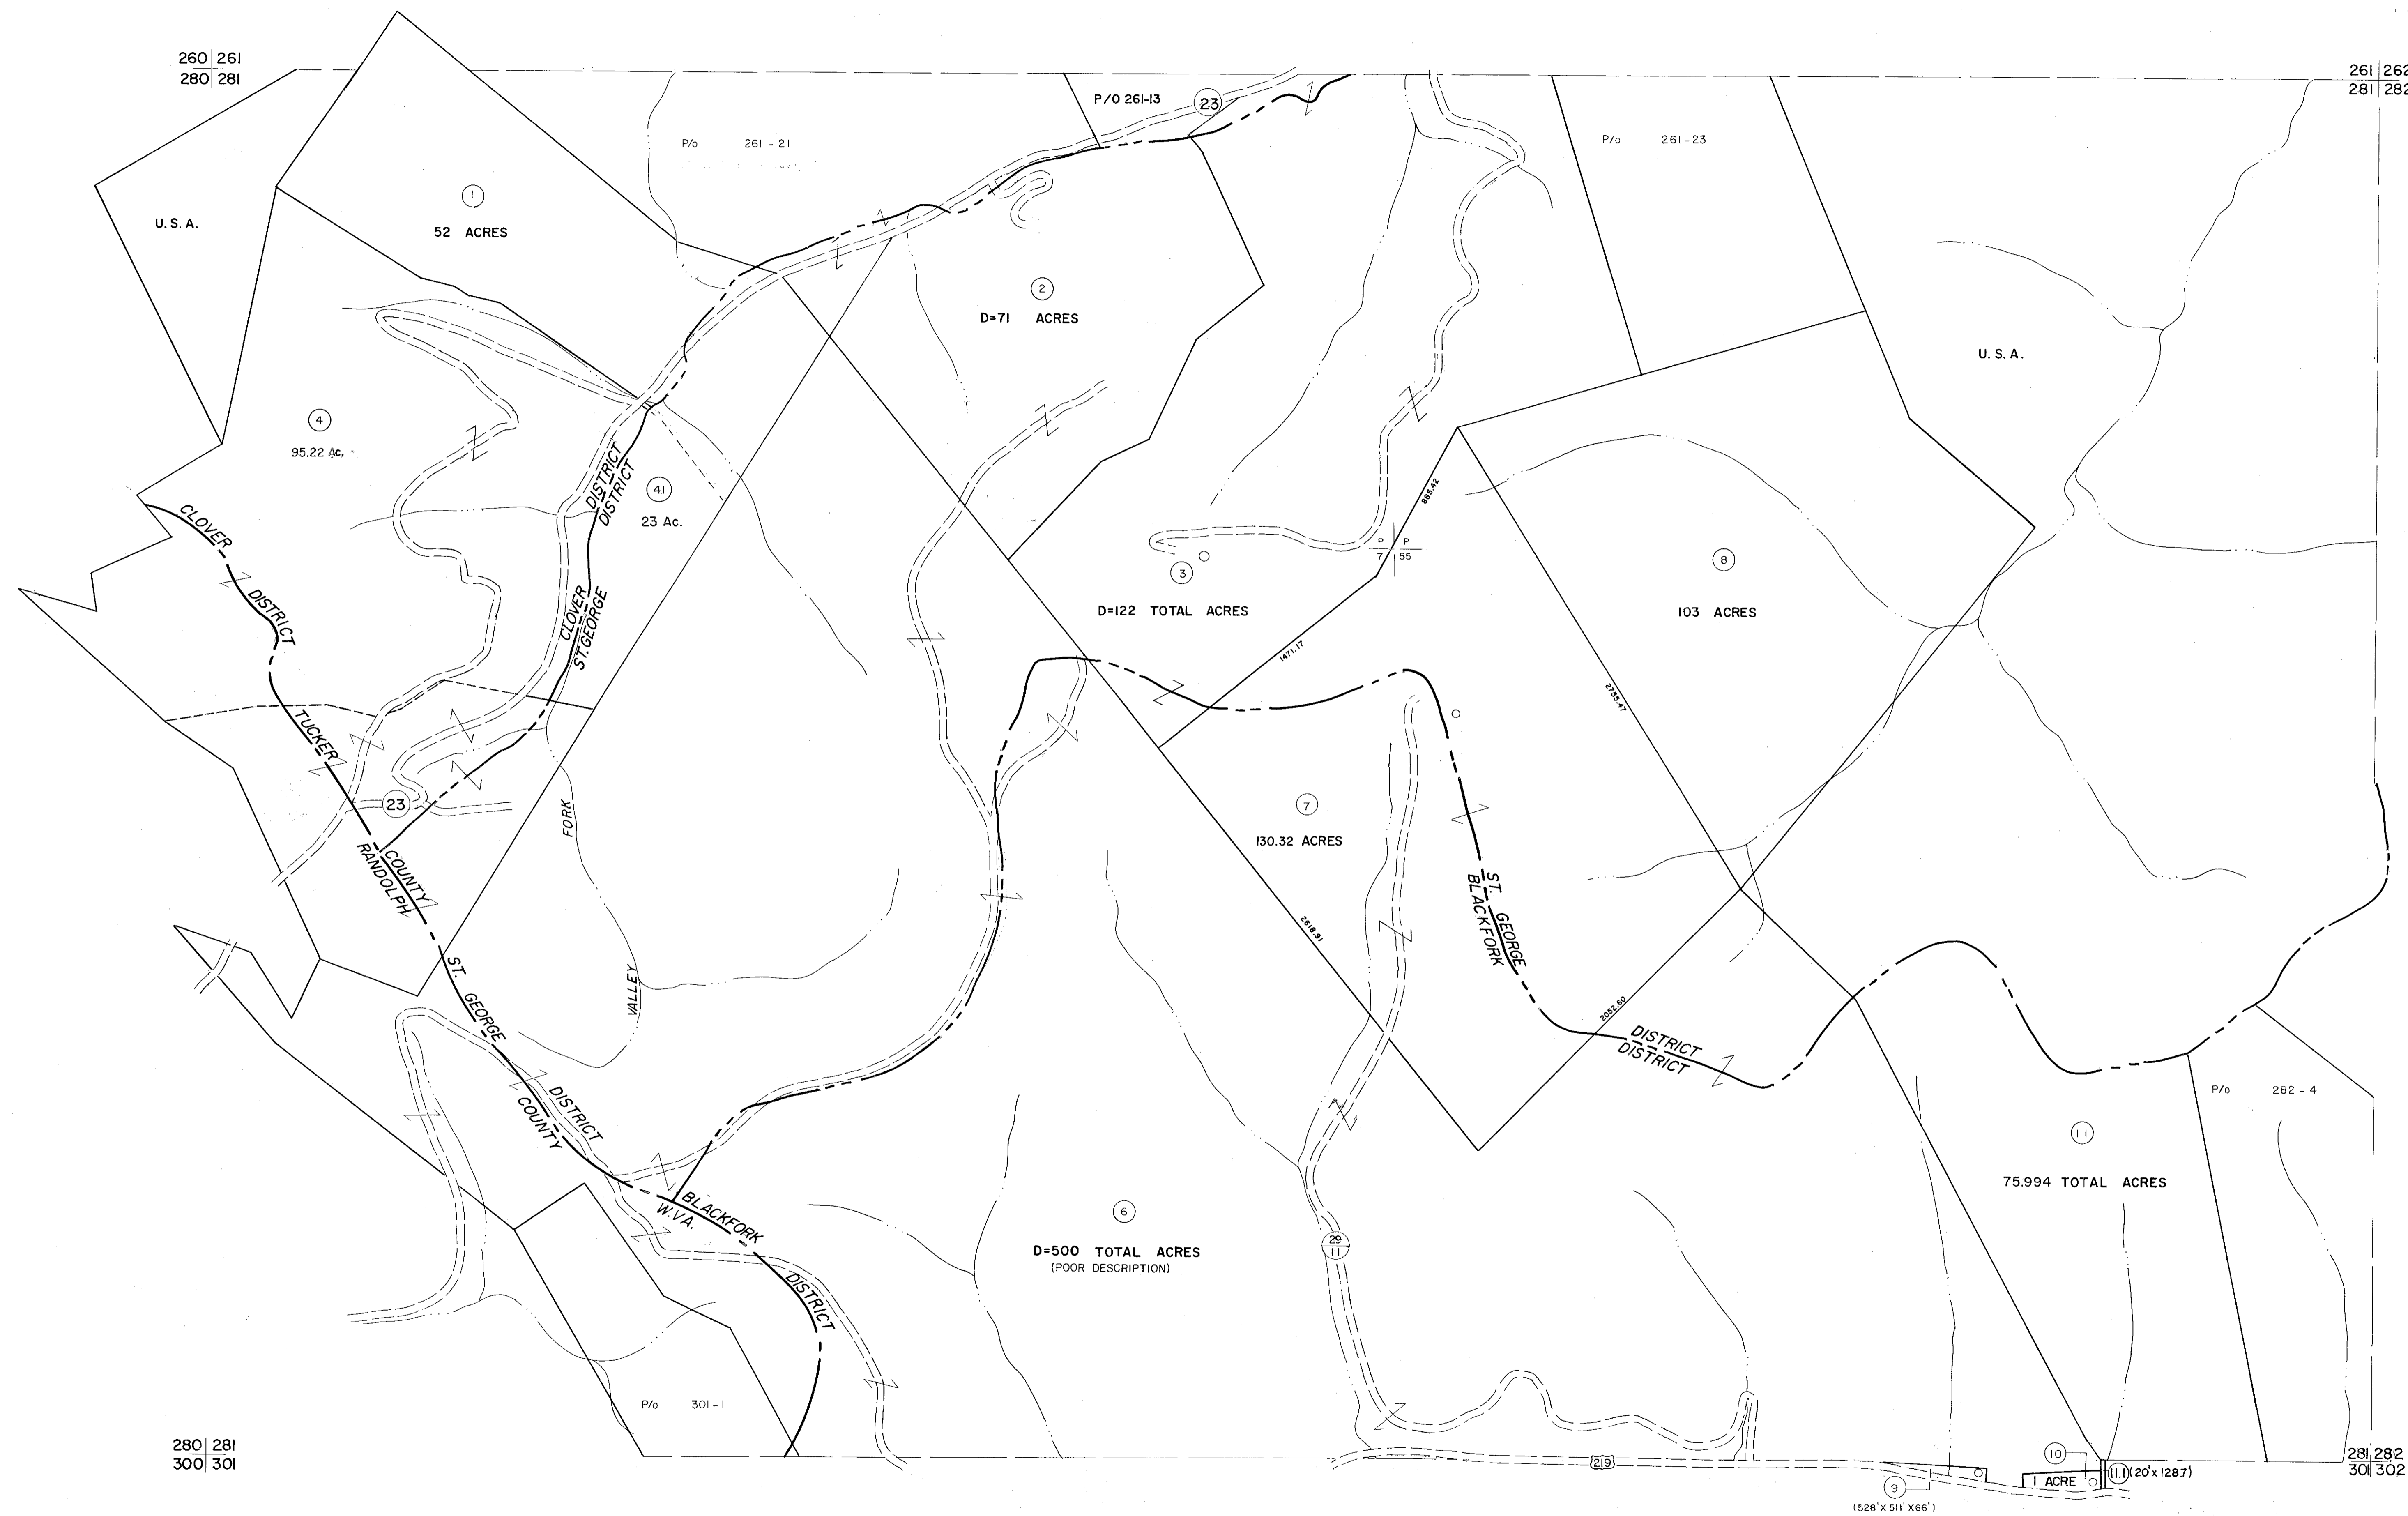 260 261
280 281
261 262
281 282
P/O 261-13
23
P/o 261-21
P/o 261-23
1
52 ACRES
U.S.A.
2
D=71 ACRES
U.S.A.
4
95.22 Ac.
DISTRICT
DISTRICT
4.1
23 Ac.
885.42
P P
7 55
CLOVER
DISTRICT
3
D=122 TOTAL ACRES
8
103 ACRES
CLOVER
ST. GEORGE
1471.17
2755.47
TUCKER
23
FORK
7
130.32 ACRES
COUNTY
RANDOLPH
ST. GEORGE
BLACKFORK
2618.91
VALLEY
ST. GEORGE
2052.60
DISTRICT
DISTRICT
DISTRICT
COUNTY
P/o 282-4
11
75.994 TOTAL ACRES
BLACKFORK
W.VA.
DISTRICT
6
D=500 TOTAL ACRES
(POOR DESCRIPTION)
29
11
P/o 301-1
280 281
300 301
219
281 282
301 302
10
1 ACRE
11.1 (20'x128.7')
9
(528'X511'X66')